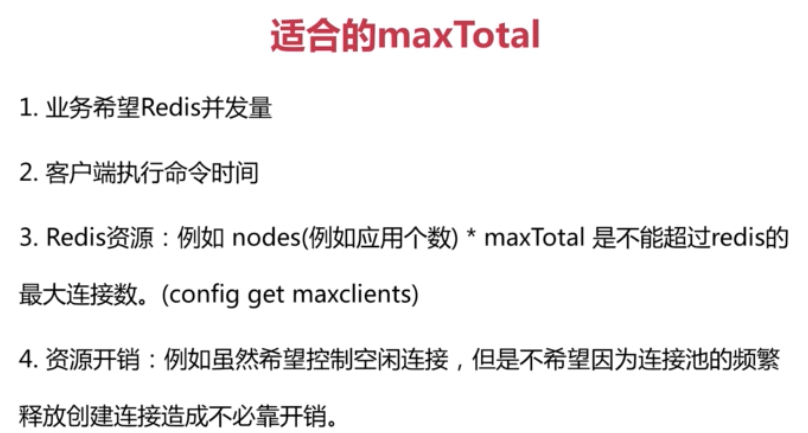 适合的maxTotal
1. 业务希望Redis并发量
2. 客户端执行命令时间
3. Redis资源：例如 nodes(例如应用个数) * maxTotal 是不能超过redis的
最大连接数。(config get maxclients)
4. 资源开销：例如虽然希望控制空闲连接，但是不希望因为连接池的频繁
释放创建连接造成不必靠开销。